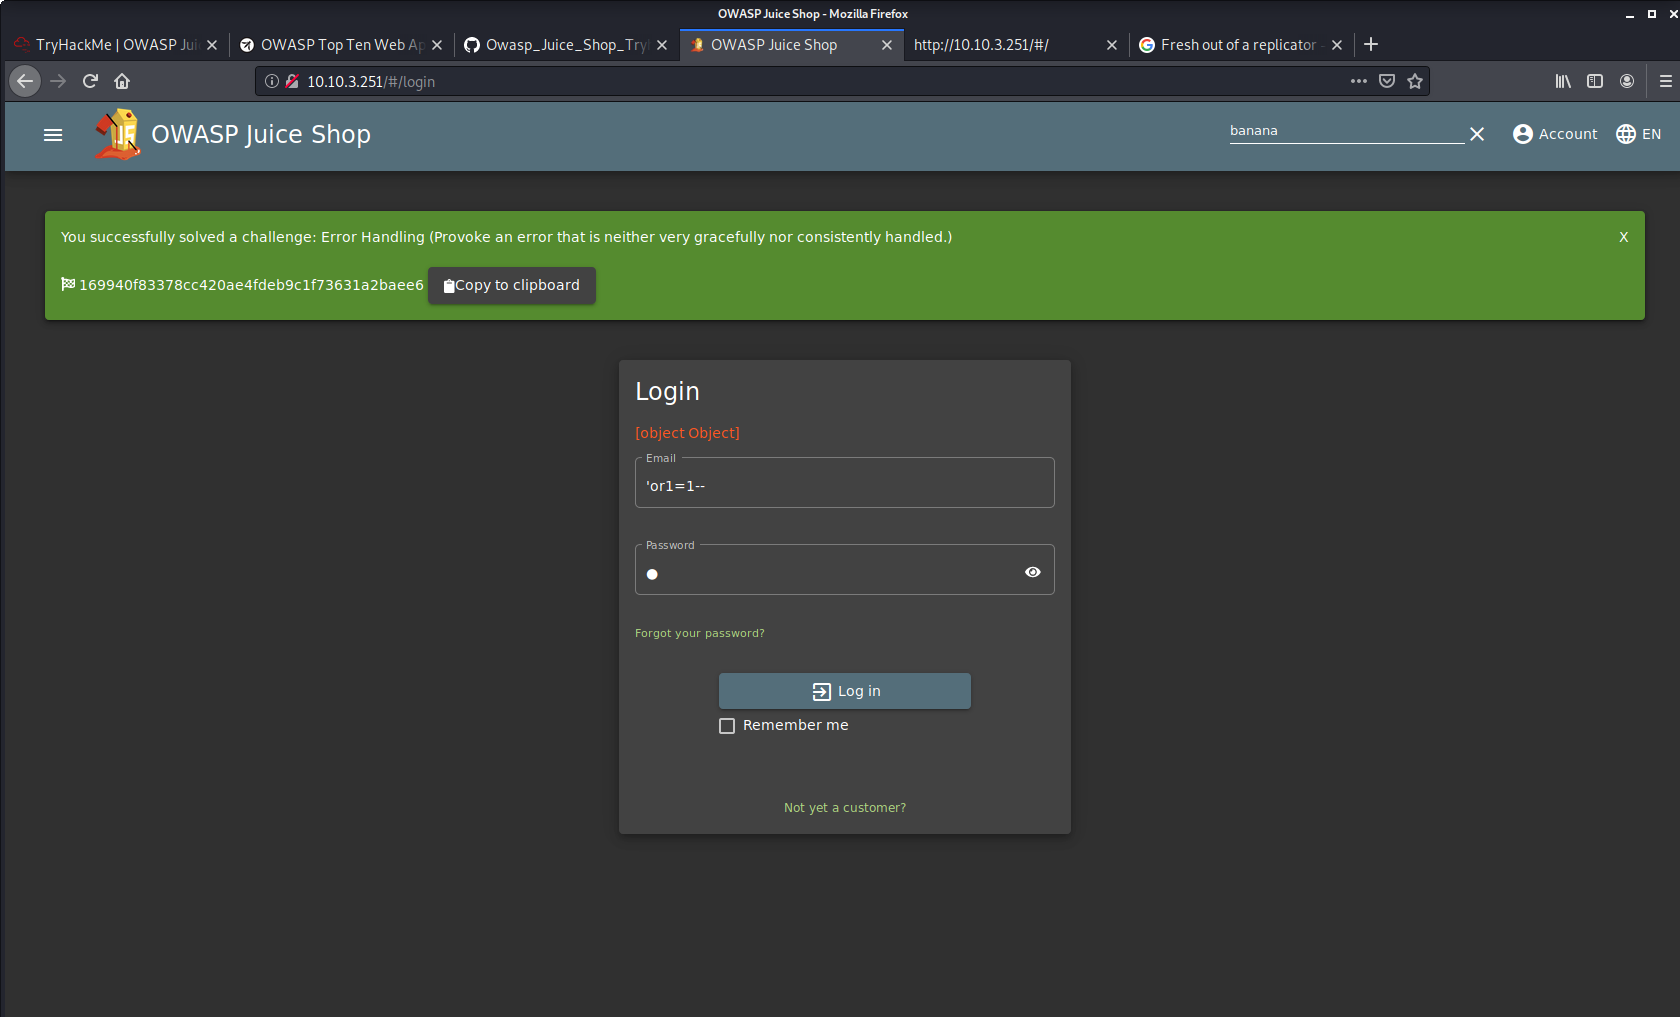 OWASP Juice Shop - Mozilla Firefox
TryHackMe | OWASP Jui
OWASP Top Ten Web Ap
Owasp_Juice_Shop_Try
OWASP Juice Shop
http://10.10.3.251/#/
Fresh out of a replicator -
10.10.3.251/#/login
OWASP Juice Shop
banana
Account
EN
You successfully solved a challenge: Error Handling (Provoke an error that is neither very gracefully nor consistently handled.)
X
169940f83378cc420ae4fdeb9c1f73631a2baee6
Copy to clipboard
Login
[object Object]
Email
'or1=1--
Password
Forgot your password?
Log in
Remember me
Not yet a customer?